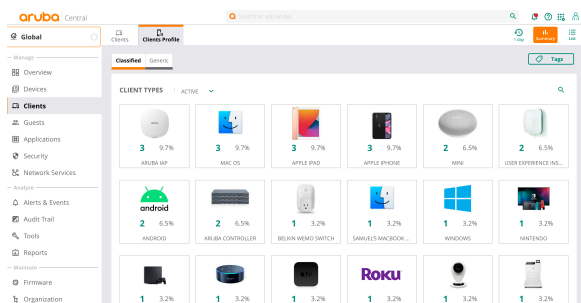 aruba Central
Search or ask Aruba
Global
Clients
Clients Profile
1 day
Summary
List
Manage
Overview
Devices
Clients
Guests
Applications
Security
Network Services
Analyze
Alerts & Events
Audit Trail
Tools
Reports
Maintain
Firmware
Organization
Classified Generic
Tags
CLIENT TYPES ACTIVE
3 9.7%
ARUBA IAP
3 9.7%
MAC OS
3 9.7%
APPLE IPAD
3 9.7%
APPLE IPHONE
2 6.5%
MINI
2 6.5%
USER EXPERIENCE INS...
android
2 6.5%
ANDROID
2 6.5%
ARUBA CONTROLLER
1 3.2%
BELKIN WEMO SWITCH
1 3.2%
SAMUEL'S MACBOOK ...
1 3.2%
WINDOWS
1 3.2%
NINTENDO
1 3.2%
1 3.2%
tv
1 3.2%
ROKU
1 3.2%
1 3.2%
1 3.2%